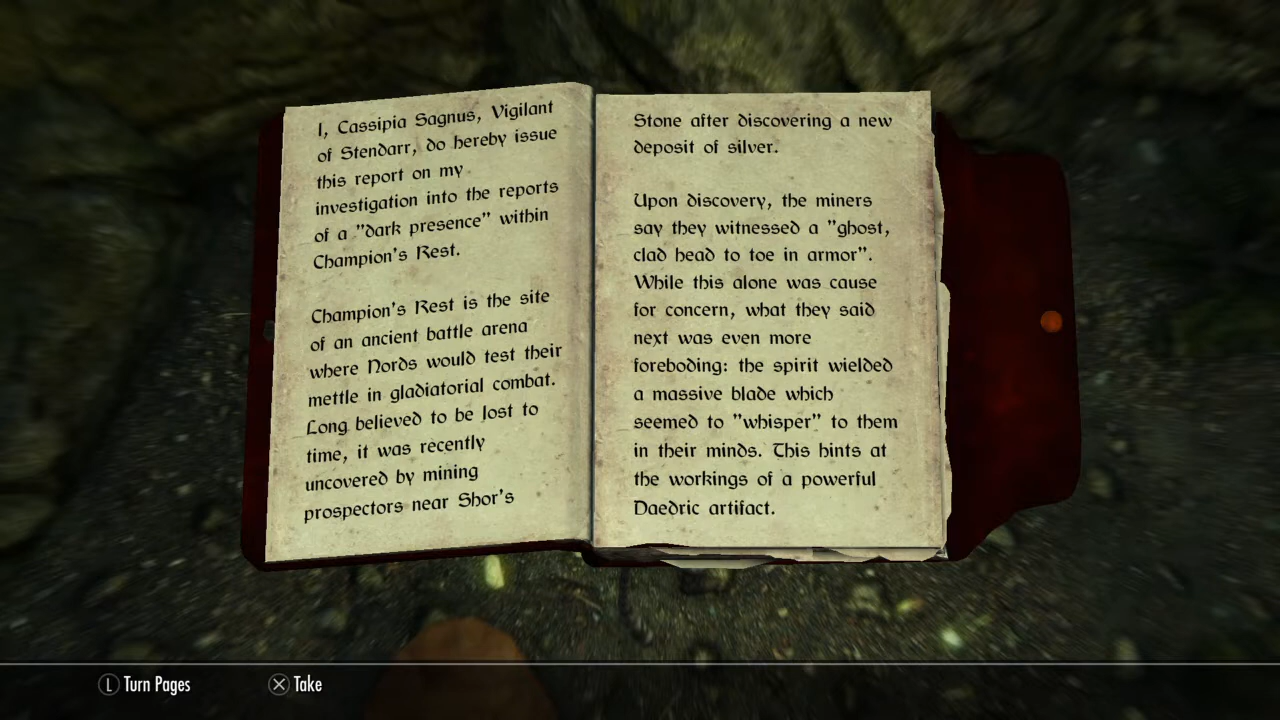 I, Cassipia Sagnus, Vigilant
of Stendarr, do hereby issue
this report on my
investigation into the reports
of a "dark presence" within
Champion's Rest.
Champion's Rest is the site
of an ancient battle arena
where Nords would test their
mettle in gladiatorial combat.
Long believed to be lost to
time, it was recently
uncovered by mining
prospectors near Shor's
Stone after discovering a new
deposit of silver.
Upon discovery, the miners
say they witnessed a "ghost,
clad head to toe in armor".
While this alone was cause
for concern, what they said
next was even more
foreboding: the spirit wielded
a massive blade which
seemed to "whisper" to them
in their minds. This hints at
the workings of a powerful
Daedric artifact.
L Turn Pages
X Take